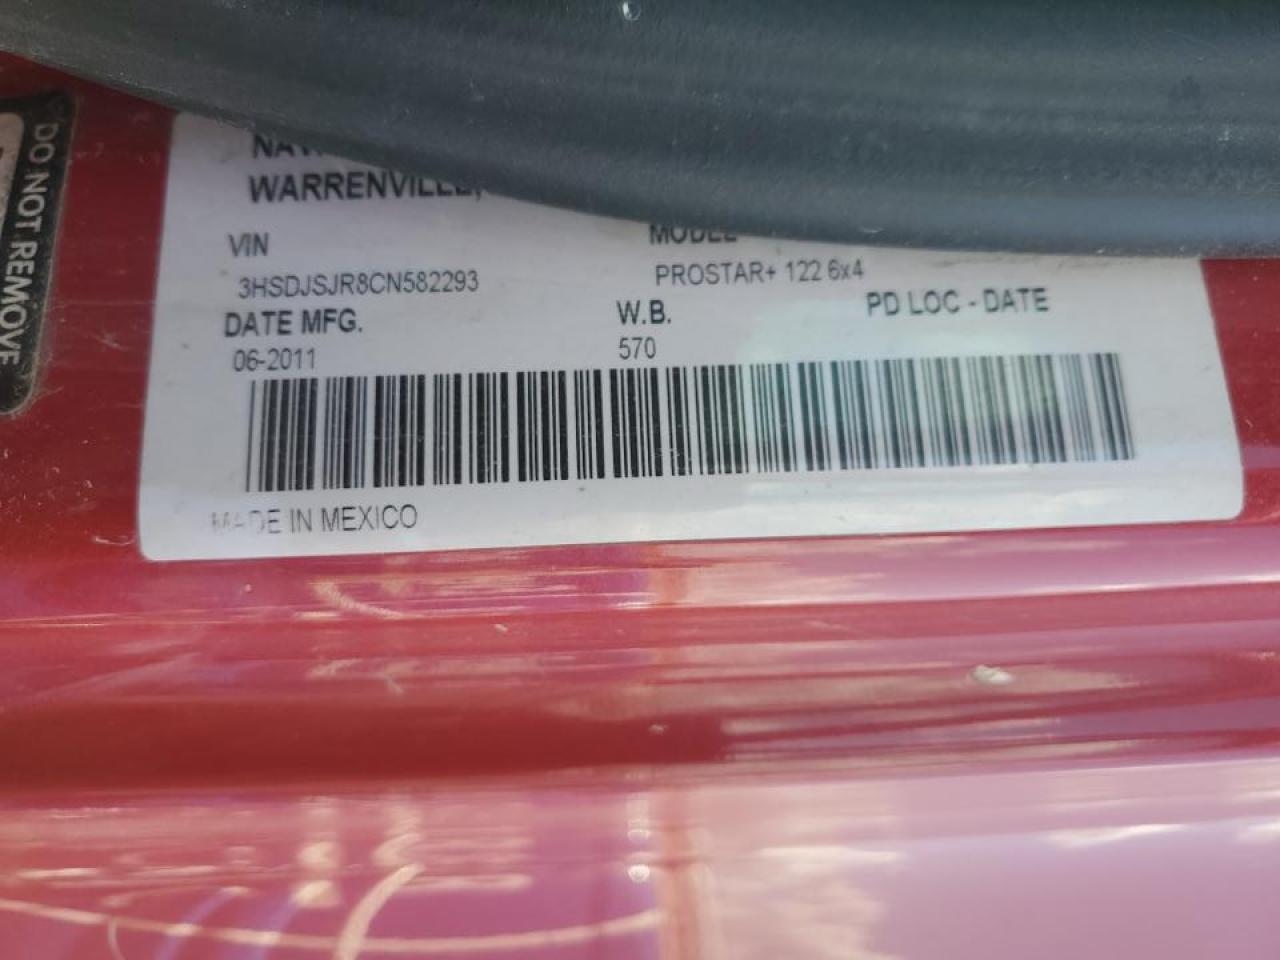 WARRENVILLE,
VIN
MODEL
3HSDJSJR8CN582293
PROSTAR+ 122 6x4
DATE MFG.
W.B.
PD LOC - DATE
06-2011
570
MADE IN MEXICO
DO NOT REMOVE